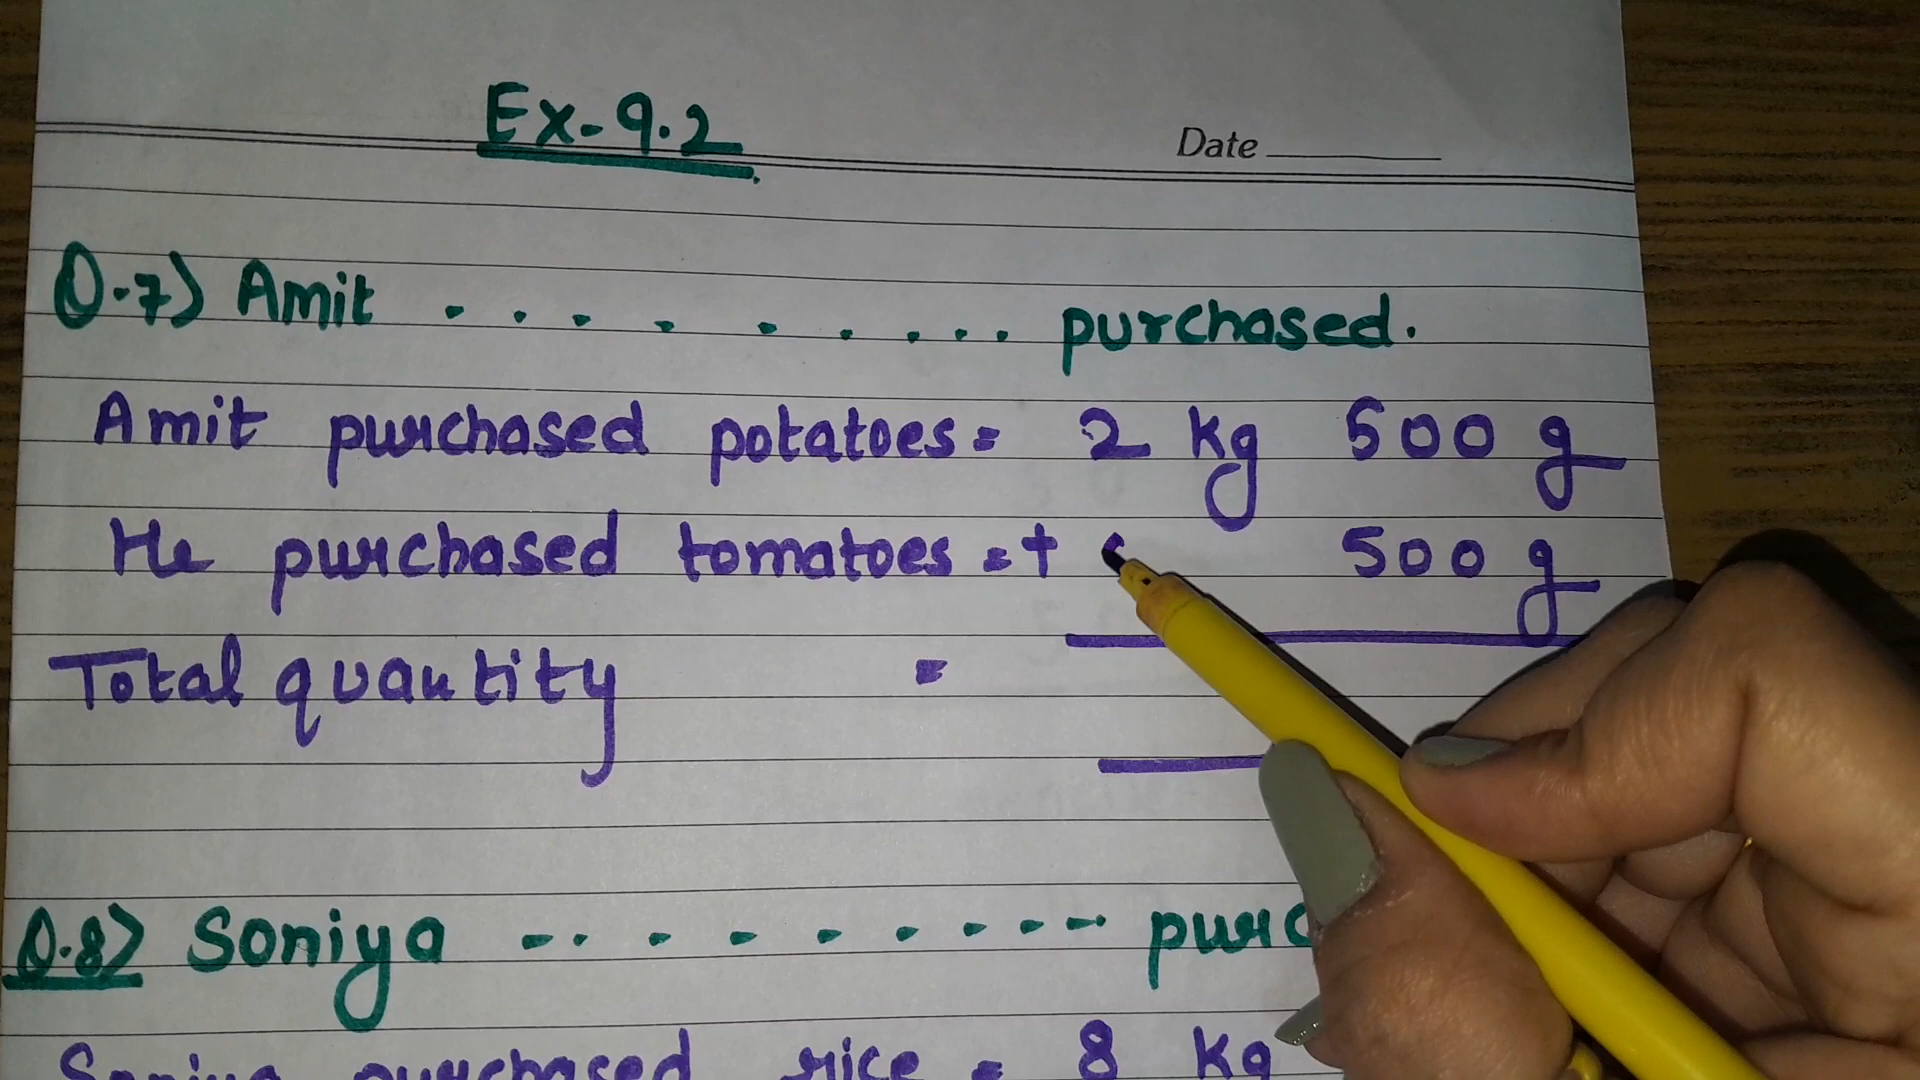 Ex-9.2
Date
Q.7) Amit . . . . . . . . . purchased.
Amit purchased potatoes = 2 kg 500 g
He purchased tomatoes = + 500 g
Total quantity =
Q.8) Soniya - . . - - - - - - -
purchased rice = 8 kg